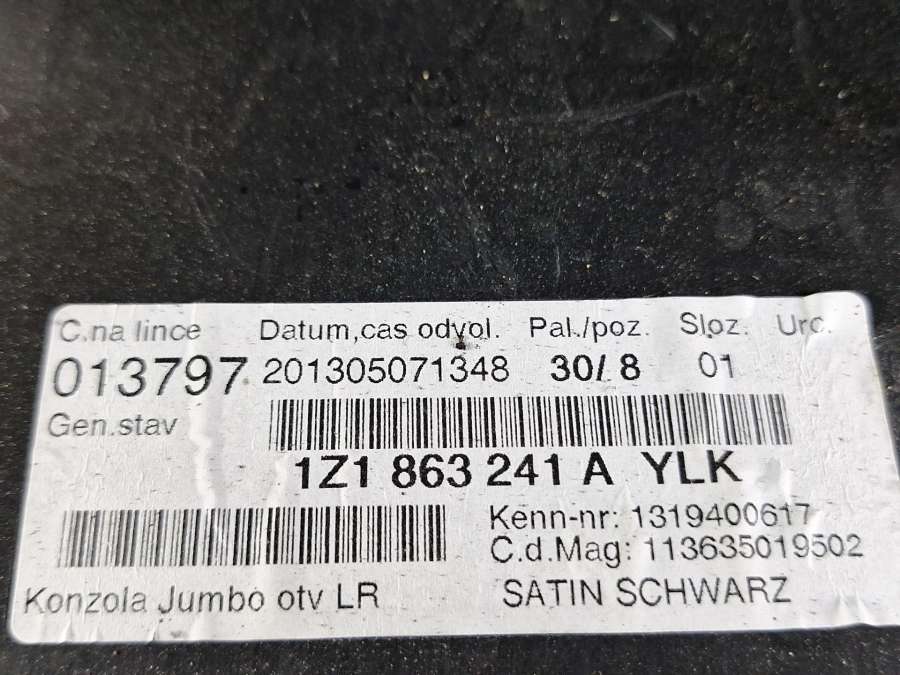 C.na lince Datum,cas odvol. Pal./poz. Sloz. Urc.
013797 201305071348 30/ 8 01
Gen.stav
1Z1 863 241 A YLK
Kenn-nr: 1319400617
C.d.Mag: 113635019502
Konzola Jumbo otv LR SATIN SCHWARZ